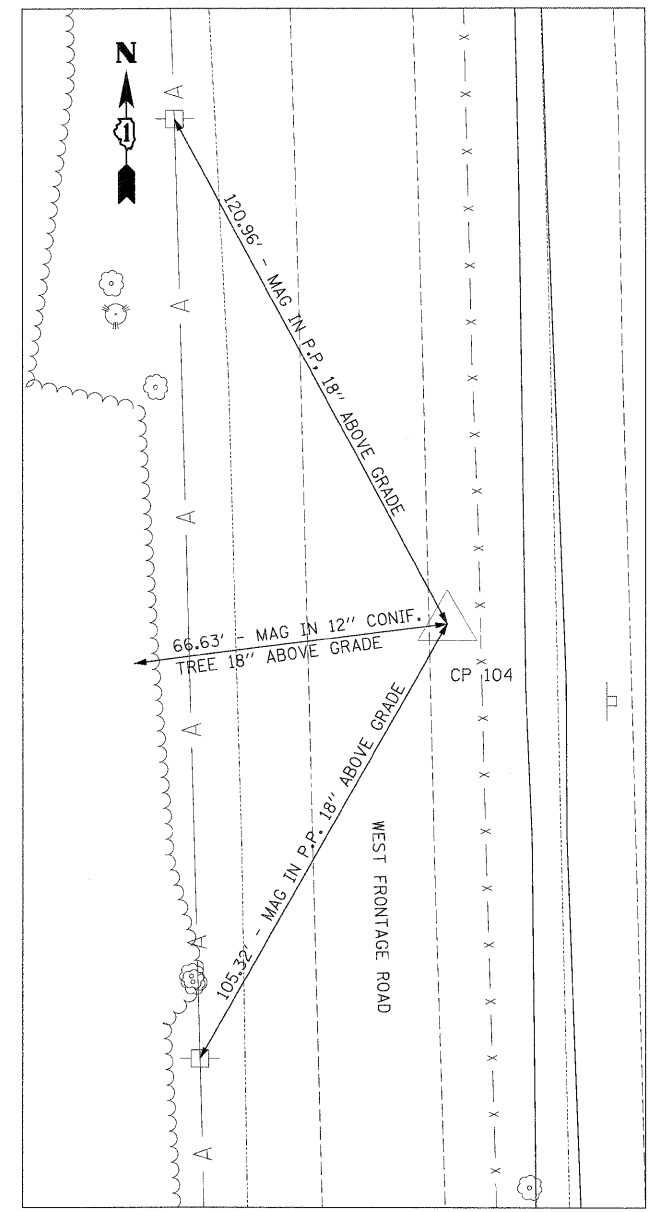 N
1
A
120.96' - MAG IN P.P. 18" ABOVE GRADE
A
A
66.63' - MAG IN 12" CONIF.
TREE 18" ABOVE GRADE
CP 104
A
105.32' - MAG IN P.P. 18" ABOVE GRADE
WEST FRONTAGE ROAD
A
A